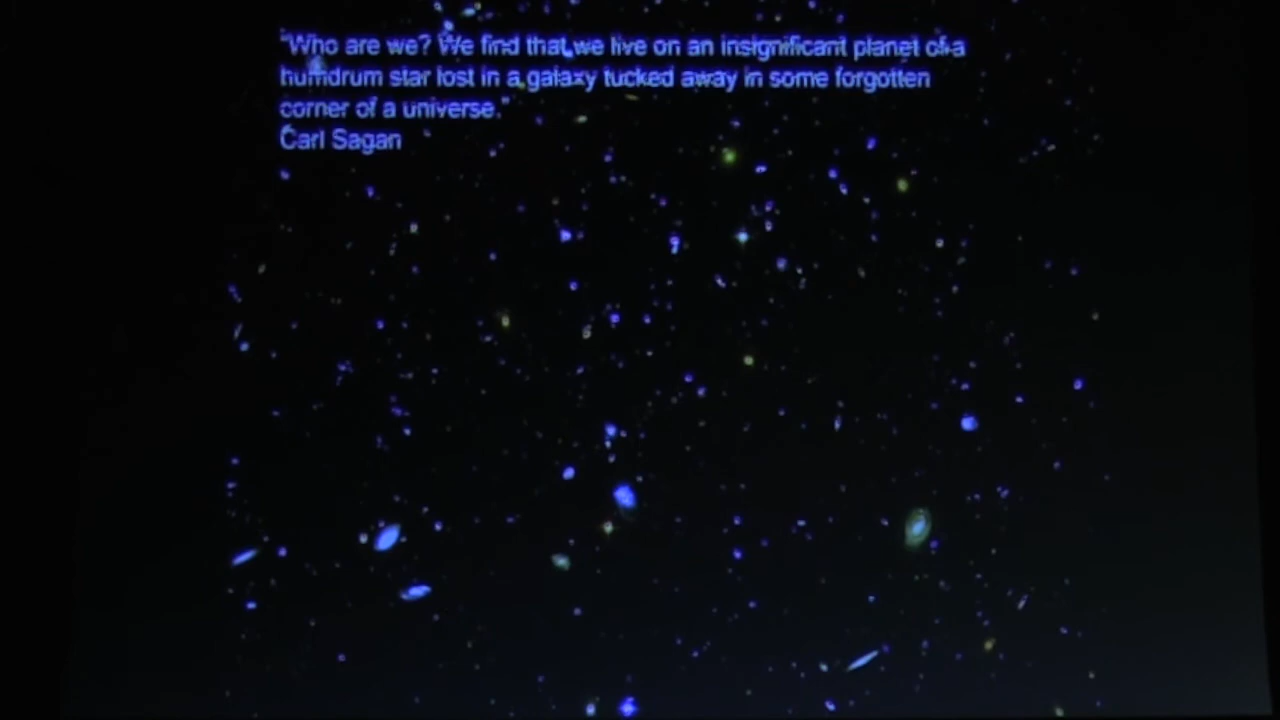 "Who are we? We find that we live on an insignificant planet of a
humdrum star lost in a galaxy tucked away in some forgotten
corner of a universe."
Carl Sagan